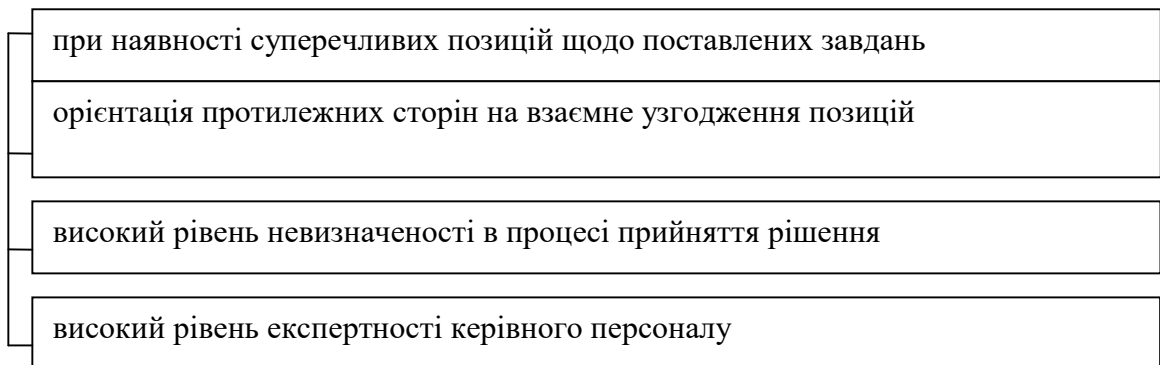 при наявності суперечливих позицій щодо поставлених завдань
орієнтація протилежних сторін на взаємне узгодження позицій
високий рівень невизначеності в процесі прийняття рішення
високий рівень експертності керівного персоналу